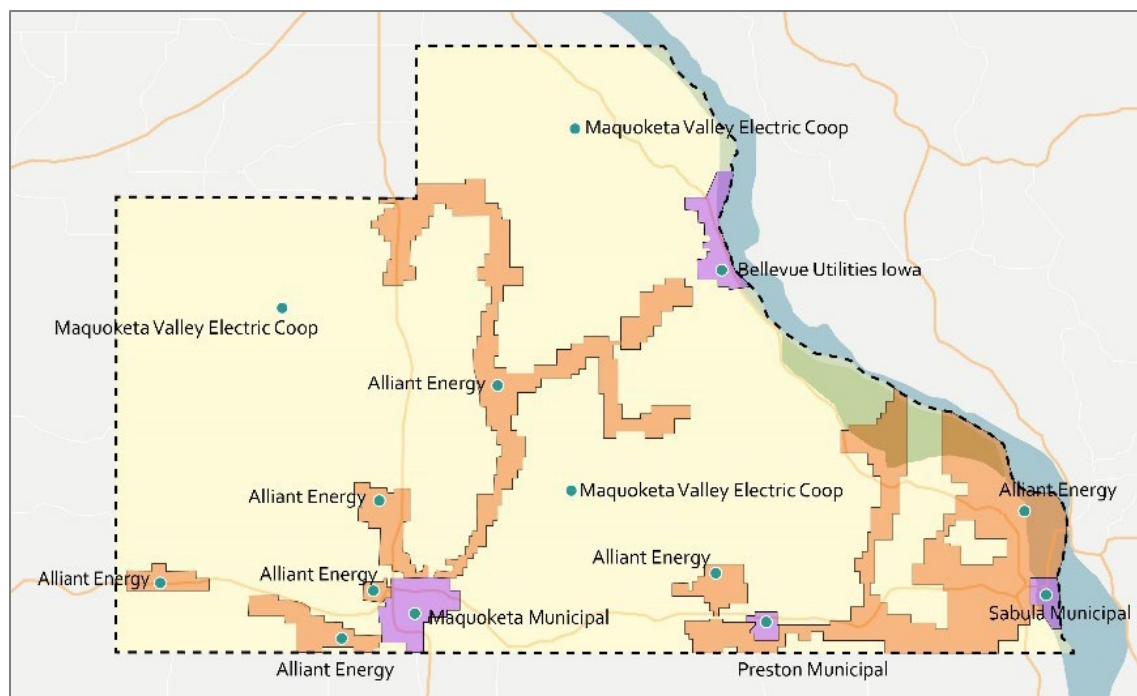 Maquoketa Valley Electric Coop
Bellevue Utilities Iowa
Maquoketa Valley Electric Coop
Alliant Energy
Alliant Energy
Maquoketa Valley Electric Coop
Alliant Energy
Alliant Energy
Alliant Energy
Alliant Energy
Maquoketa Municipal
Sabula Municipal
Alliant Energy
Preston Municipal